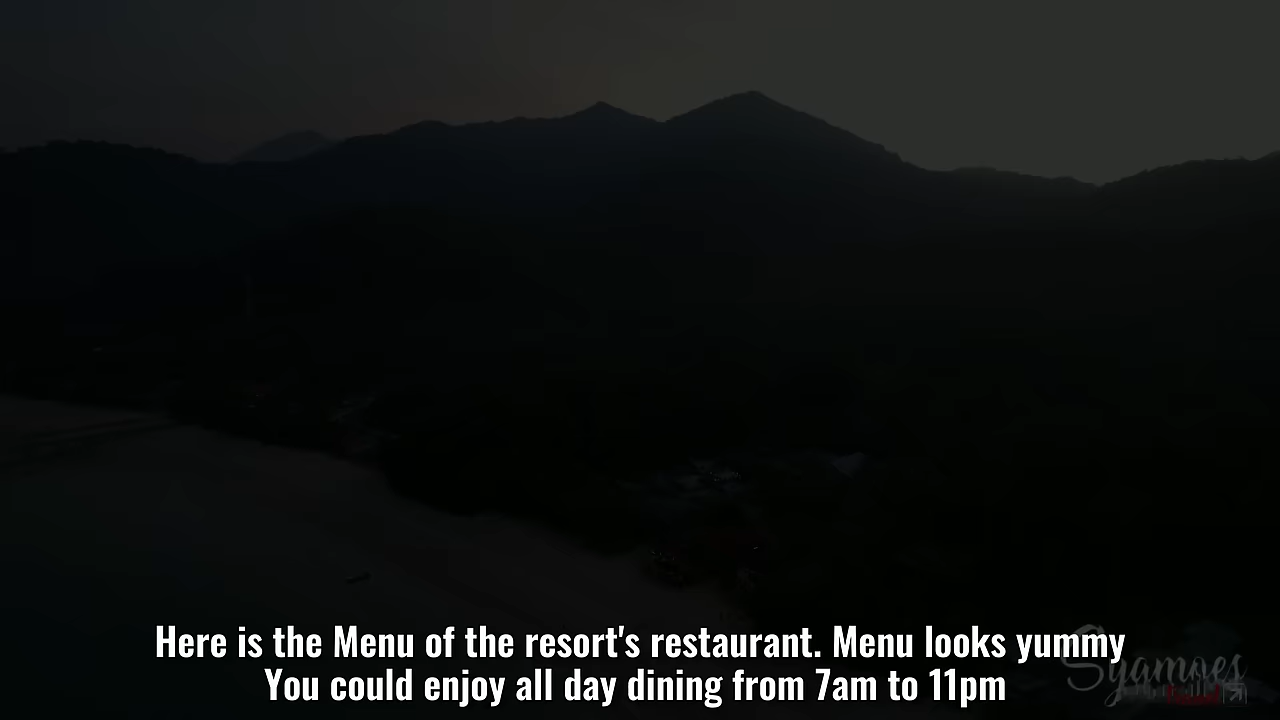 Here is the Menu of the resort's restaurant. Menu looks yummy
You could enjoy all day dining from 7am to 11pm
Syamoes